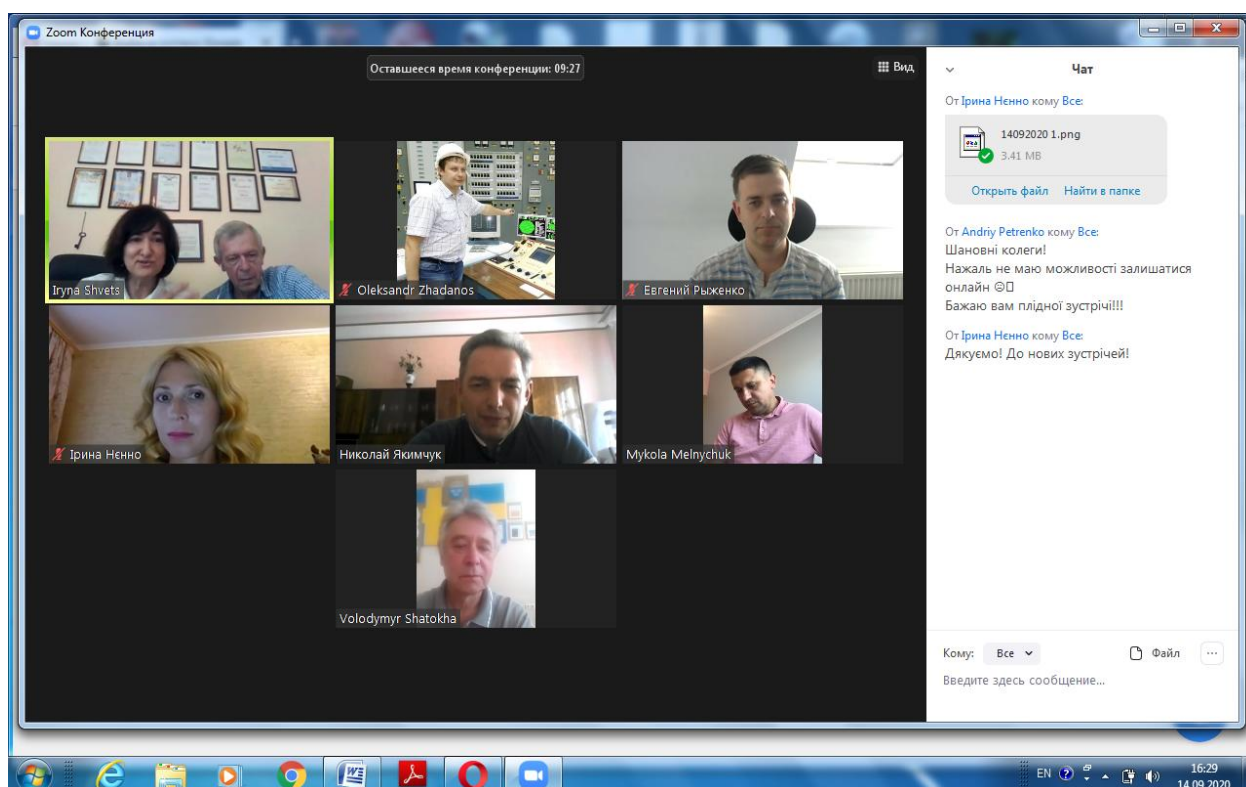 Zoom Конференция
Оставшееся время конференции: 09:27
Вид
Iryna Shvets
Oleksandr Zhadanos
Евгений Рыженко
Ірина Нєнно
Николай Якимчук
Mykola Melnychuk
Volodymyr Shatokha
Чат
От Ірина Нєнно кому Все:
14092020 1.png
3.41 MB
Открыть файл Найти в папке
От Andriy Petrenko кому Все:
Шановні колеги!
Нажаль не маю можливості залишатися
онлайн ☹
Бажаю вам плідної зустрічі!!!
От Ірина Нєнно кому Все:
Дякуємо! До нових зустрічей!
Кому: Все Файл
Введите здесь сообщение...
EN
16:29
14.09.2020